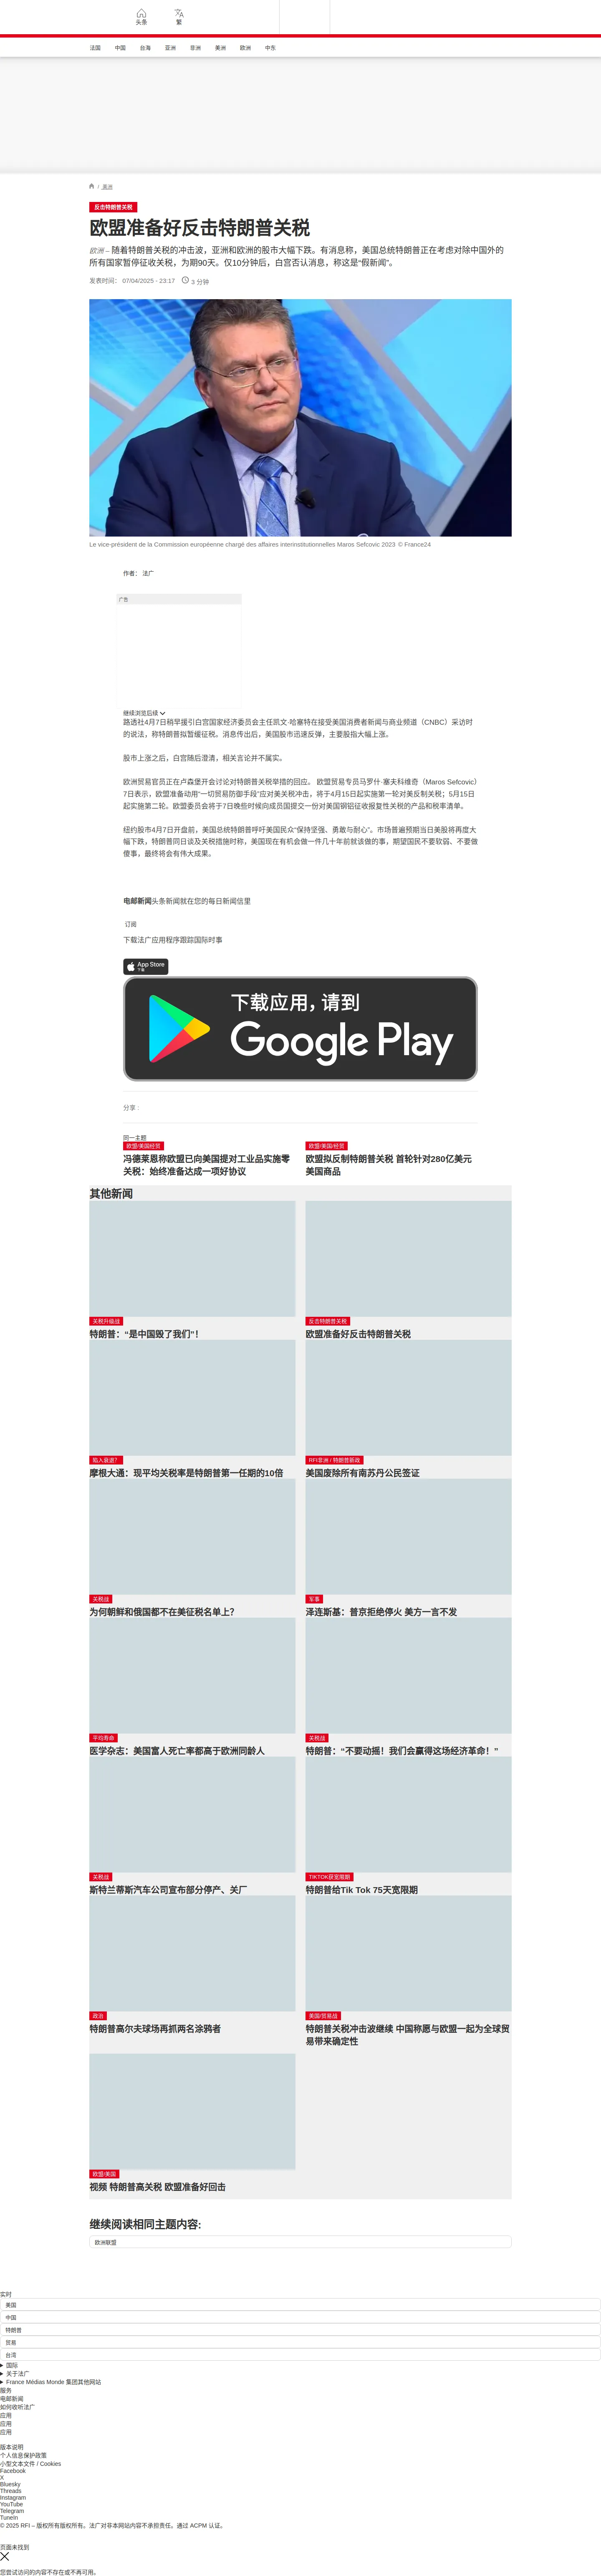 头条
繁
法国 中国 台海 亚洲 非洲 美洲 欧洲 中东
/ 美洲
反击特朗普关税
欧盟准备好反击特朗普关税
欧洲 – 随着特朗普关税的冲击波，亚洲和欧洲的股市大幅下跌。有消息称，美国总统特朗普正在考虑对除中国外的
所有国家暂停征收关税，为期90天。仅10分钟后，白宫否认消息，称这是“假新闻”。
发表时间： 07/04/2025 - 23:17 3 分钟
Le vice-président de la Commission européenne chargé des affaires interinstitutionnelles Maros Sefcovic 2023 © France24
作者： 法广
广告
继续浏览后续
路透社4月7日稍早援引白宫国家经济委员会主任凯文·哈塞特在接受美国消费者新闻与商业频道（CNBC）采访时
的说法，称特朗普拟暂缓征税。消息传出后，美国股市迅速反弹，主要股指大幅上涨。
股市上涨之后，白宫随后澄清，相关言论并不属实。
欧洲贸易官员正在卢森堡开会讨论对特朗普关税举措的回应。 欧盟贸易专员马罗什·塞夫科维奇（Maros Sefcovic）
7日表示，欧盟准备动用“一切贸易防御手段”应对美关税冲击，将于4月15日起实施第一轮对美反制关税；5月15日
起实施第二轮。欧盟委员会将于7日晚些时候向成员国提交一份对美国钢铝征收报复性关税的产品和税率清单。
纽约股市4月7日开盘前，美国总统特朗普呼吁美国民众“保持坚强、勇敢与耐心”。市场普遍预期当日美股将再度大
幅下跌，特朗普同日谈及关税措施时称，美国现在有机会做一件几十年前就该做的事，期望国民不要软弱、不要做
傻事，最终将会有伟大成果。
电邮新闻头条新闻就在您的每日新闻信里
订阅
下载法广应用程序跟踪国际时事
App Store
下载
下载应用，请到
Google Play
分享 :
同一主题
欧盟/美国经贸
冯德莱恩称欧盟已向美国提对工业品实施零
关税：始终准备达成一项好协议
欧盟/美国/经贸
欧盟拟反制特朗普关税 首轮针对280亿美元
美国商品
其他新闻
关税升级战
特朗普：“是中国毁了我们”！
反击特朗普关税
欧盟准备好反击特朗普关税
陷入衰退？
摩根大通：现平均关税率是特朗普第一任期的10倍
RFI非洲 / 特朗普新政
美国废除所有南苏丹公民签证
关税战
为何朝鲜和俄国都不在美征税名单上？
军事
泽连斯基：普京拒绝停火 美方一言不发
平均寿命
医学杂志：美国富人死亡率都高于欧洲同龄人
关税战
特朗普：“不要动摇！我们会赢得这场经济革命！”
关税战
斯特兰蒂斯汽车公司宣布部分停产、关厂
TIKTOK获宽限期
特朗普给Tik Tok 75天宽限期
政治
特朗普高尔夫球场再抓两名涂鸦者
美国/贸易战
特朗普关税冲击波继续 中国称愿与欧盟一起为全球贸
易带来确定性
欧盟/美国
视频 特朗普高关税 欧盟准备好回击
继续阅读相同主题内容:
欧洲联盟
实时
美国
中国
特朗普
贸易
台湾
国际
关于法广
France Médias Monde 集团其他网站
服务
电邮新闻
如何收听法广
应用
应用
应用
版本说明
个人信息保护政策
小型文本文件 / Cookies
Facebook
X
Bluesky
Threads
Instagram
YouTube
Telegram
TuneIn
© 2025 RFI – 版权所有版权所有。法广对非本网站内容不承担责任。通过 ACPM 认证。
页面未找到
您尝试访问的内容不存在或不再可用。